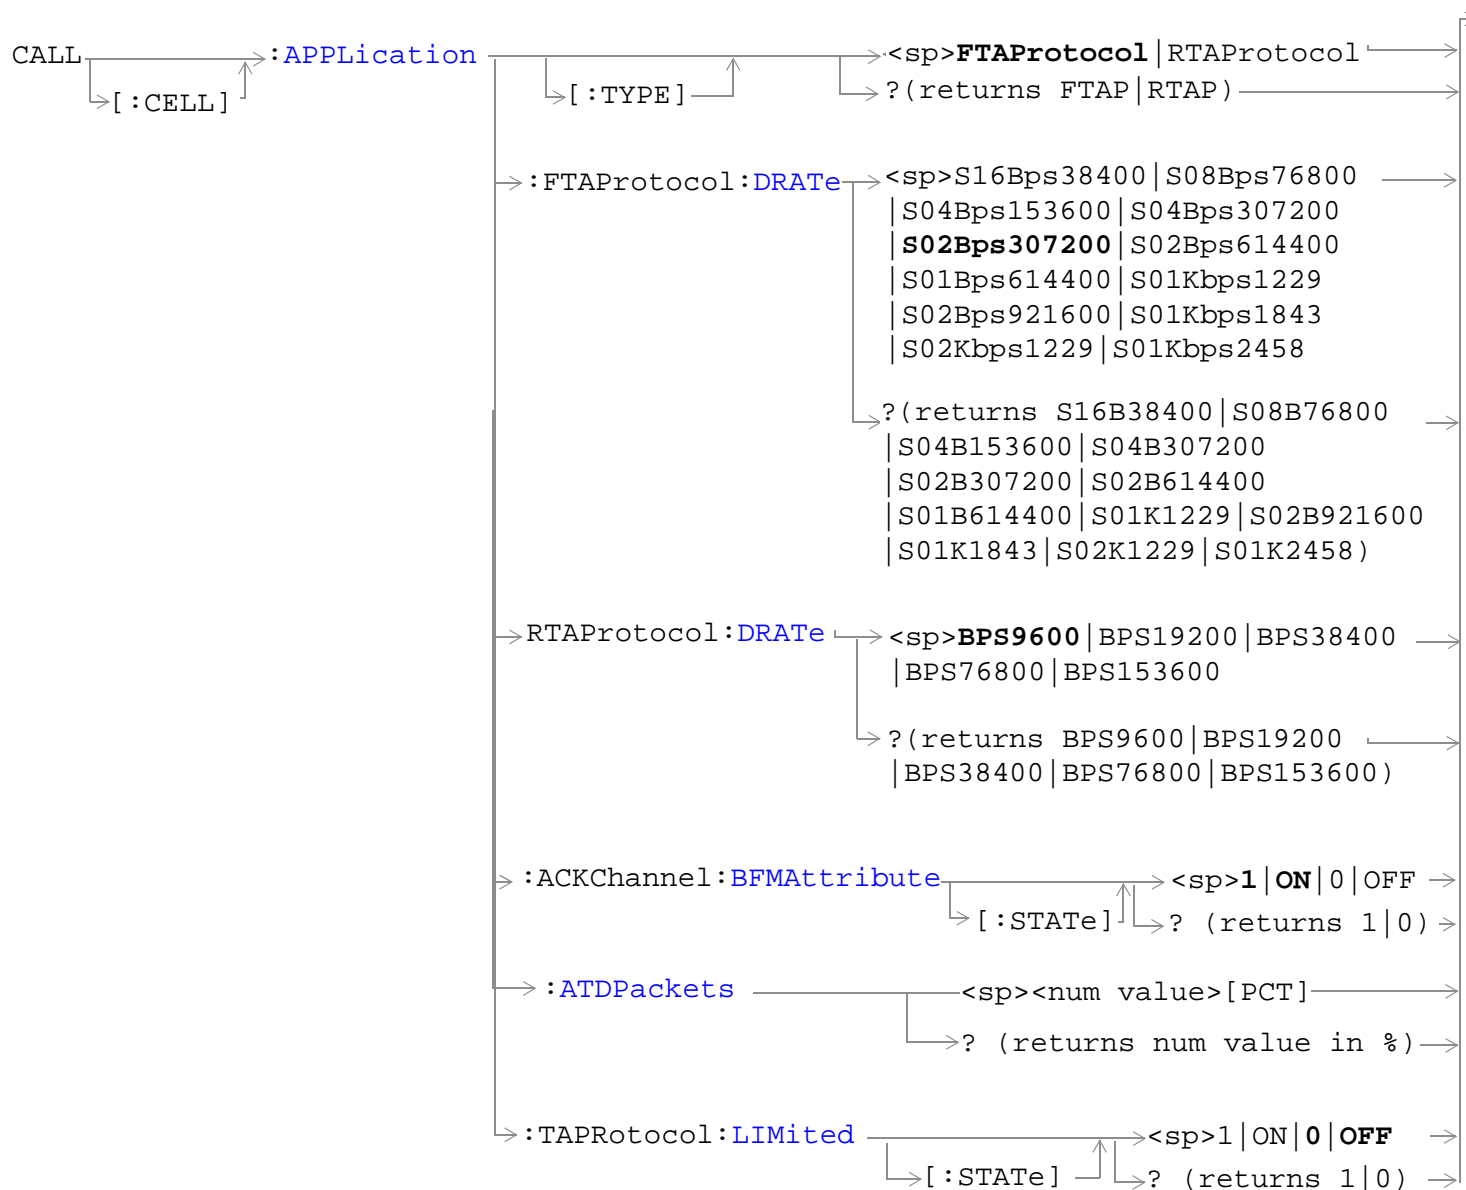 CALL :APPLication <sp>FTAProtocol|RTAProtocol
[:CELL] [:TYPE] ?(returns FTAP|RTAP)
:FTAProtocol:DRATe <sp>S16Bps38400|S08Bps76800
|S04Bps153600|S04Bps307200
|S02Bps307200|S02Bps614400
|S01Bps614400|S01Kbps1229
|S02Bps921600|S01Kbps1843
|S02Kbps1229|S01Kbps2458
?(returns S16B38400|S08B76800
|S04B153600|S04B307200
|S02B307200|S02B614400
|S01B614400|S01K1229|S02B921600
|S01K1843|S02K1229|S01K2458)
RTAProtocol:DRATe <sp>BPS9600|BPS19200|BPS38400
|BPS76800|BPS153600
?(returns BPS9600|BPS19200
|BPS38400|BPS76800|BPS153600)
:ACKChannel:BFMAttribute <sp>1|ON|0|OFF
[:STATe] ? (returns 1|0)
:ATDPackets <sp><num value>[PCT]
? (returns num value in %)
:TAPRotocol:LIMited <sp>1|ON|0|OFF
[:STATe] ? (returns 1|0)